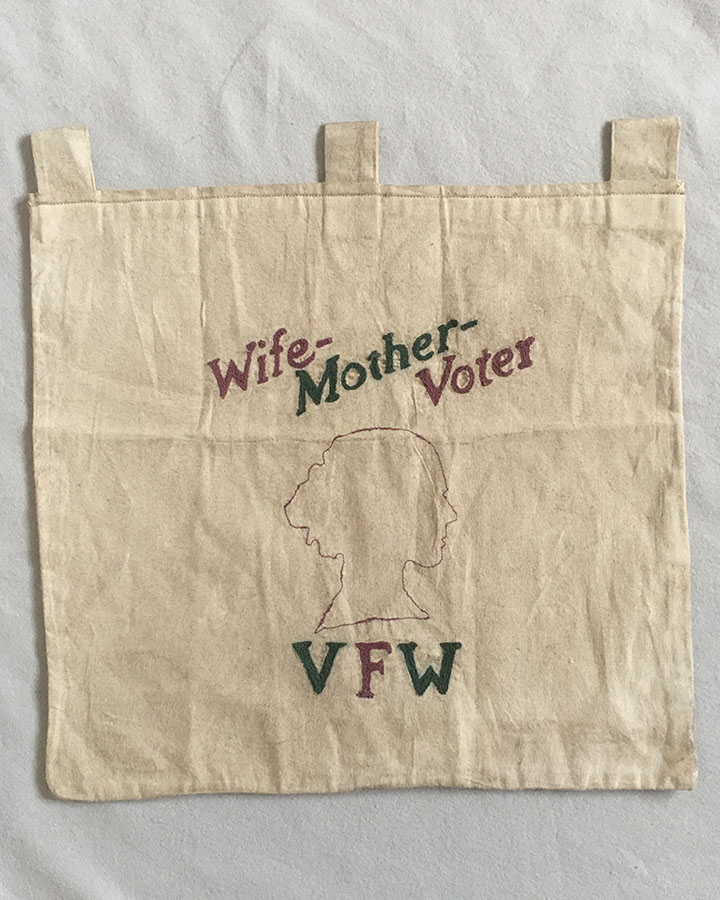 Wife-
Mother-
Voter
VFW